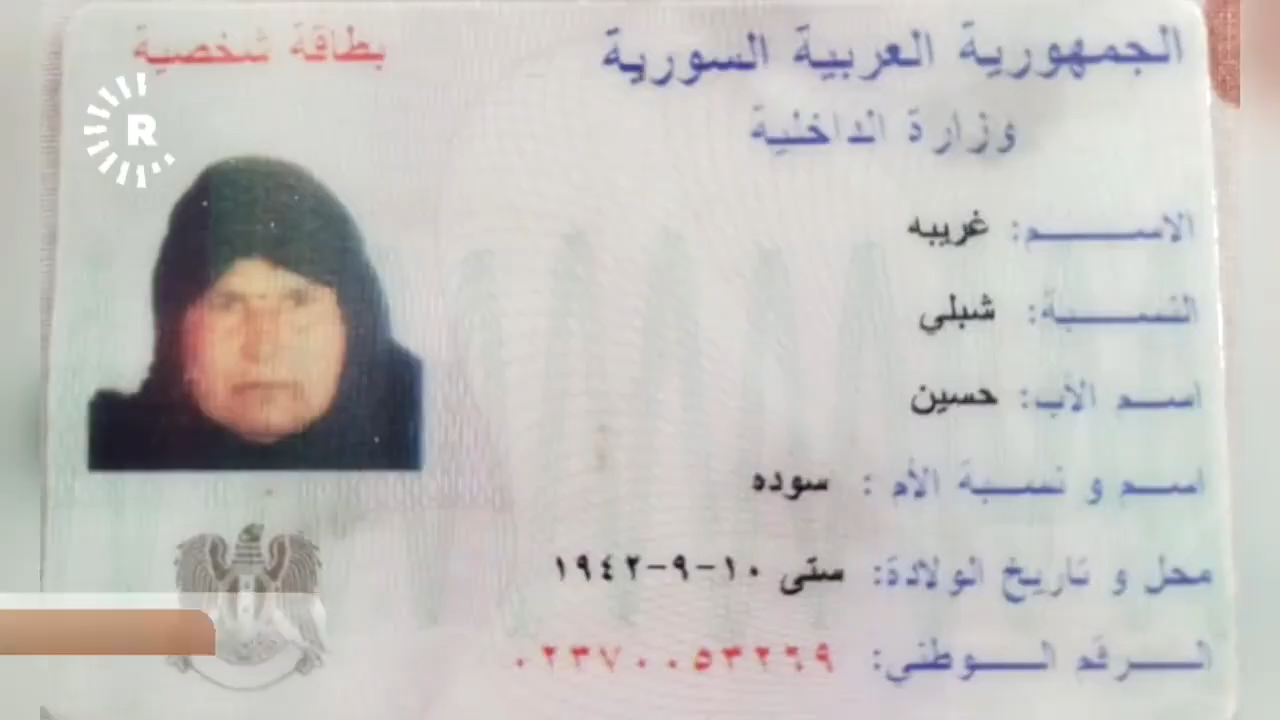 الجمهورية العربية السورية
بطاقة شخصية
وزارة الداخلية
R
الاسم: غريبه
النسبة: شبلي
اسم الأب: حسين
اسم و نسبة الأم : سوده
محل و تاريخ الولادة: ستى ١٠-٩-١٩٤٢
الرقم الوطني: ٠٢٣٧٠٠٥٣٢٦٩